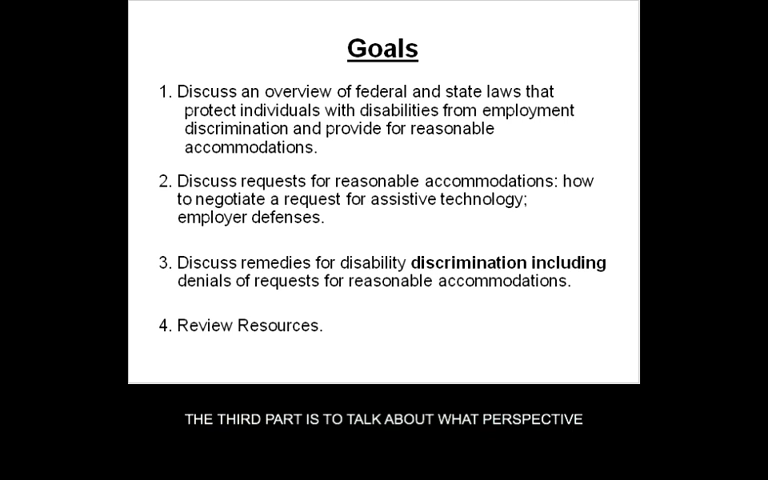 Goals
1. Discuss an overview of federal and state laws that
protect individuals with disabilities from employment
discrimination and provide for reasonable
accommodations.
2. Discuss requests for reasonable accommodations: how
to negotiate a request for assistive technology;
employer defenses.
3. Discuss remedies for disability discrimination including
denials of requests for reasonable accommodations.
4. Review Resources.
THE THIRD PART IS TO TALK ABOUT WHAT PERSPECTIVE